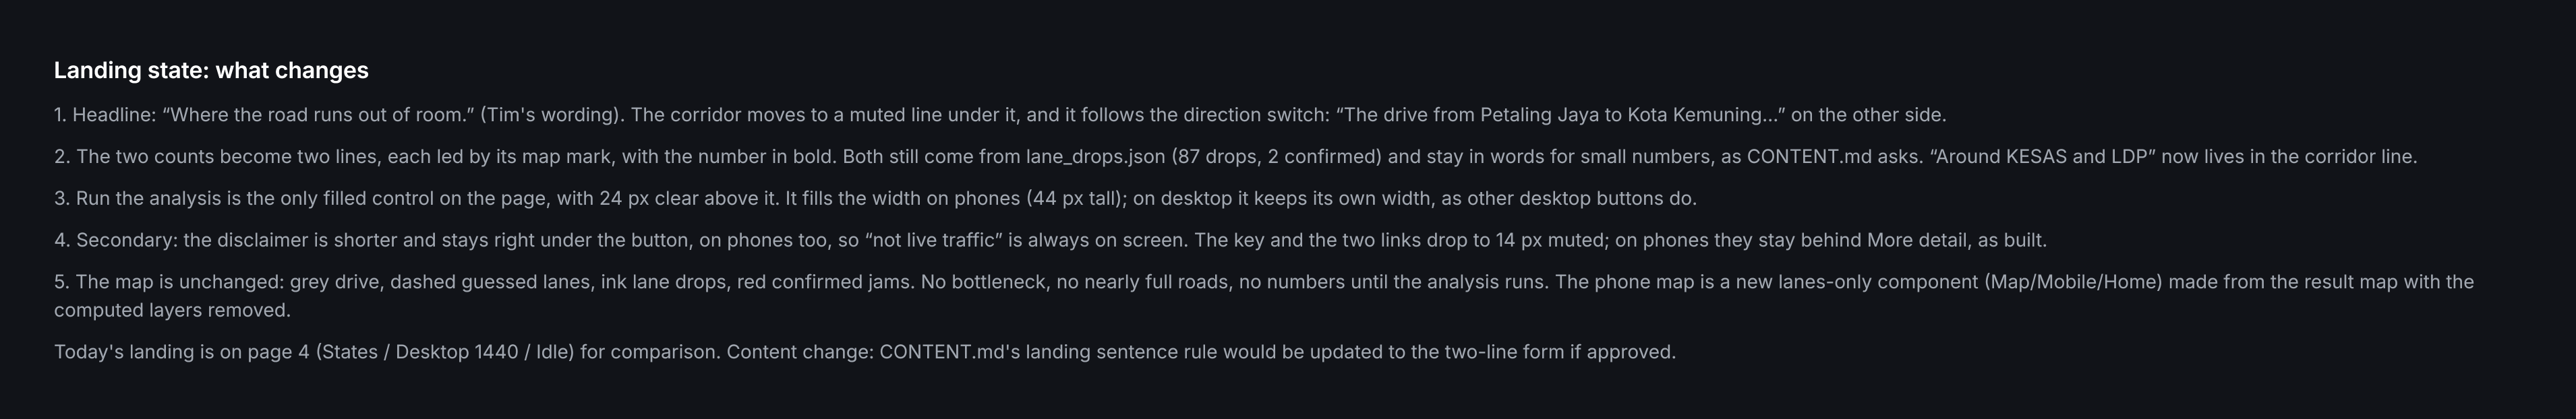 Landing state: what changes
1. Headline: “Where the road runs out of room.” (Tim's wording). The corridor moves to a muted line under it, and it follows the direction switch: “The drive from Petaling Jaya to Kota Kemuning…” on the other side.
2. The two counts become two lines, each led by its map mark, with the number in bold. Both still come from lane_drops.json (87 drops, 2 confirmed) and stay in words for small numbers, as CONTENT.md asks. “Around KESAS and LDP” now lives in the corridor line.
3. Run the analysis is the only filled control on the page, with 24 px clear above it. It fills the width on phones (44 px tall); on desktop it keeps its own width, as other desktop buttons do.
4. Secondary: the disclaimer is shorter and stays right under the button, on phones too, so “not live traffic” is always on screen. The key and the two links drop to 14 px muted; on phones they stay behind More detail, as built.
5. The map is unchanged: grey drive, dashed guessed lanes, ink lane drops, red confirmed jams. No bottleneck, no nearly full roads, no numbers until the analysis runs. The phone map is a new lanes-only component (Map/Mobile/Home) made from the result map with the
computed layers removed.
Today's landing is on page 4 (States / Desktop 1440 / Idle) for comparison. Content change: CONTENT.md's landing sentence rule would be updated to the two-line form if approved.